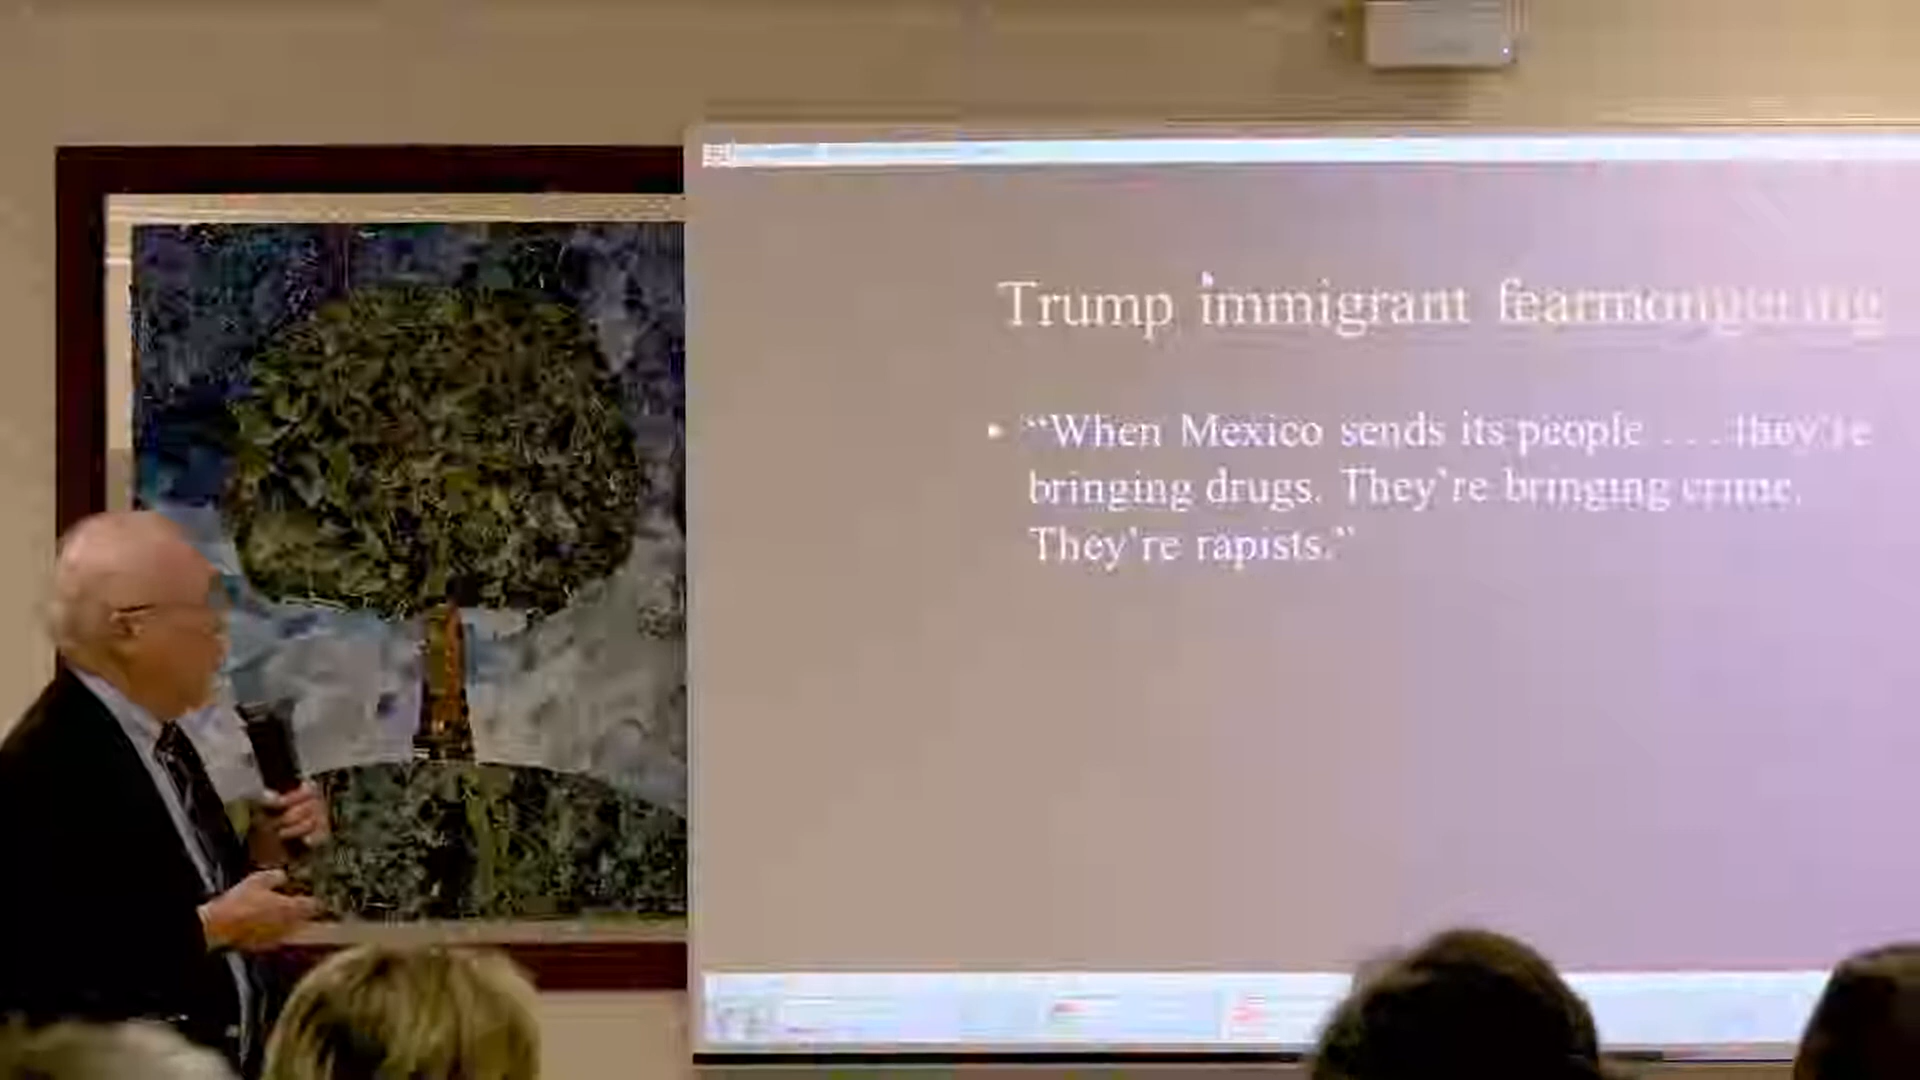 Trump immigrant fearmongering
• “When Mexico sends its people . . . they’re
bringing drugs. They’re bringing crime.
They’re rapists.”